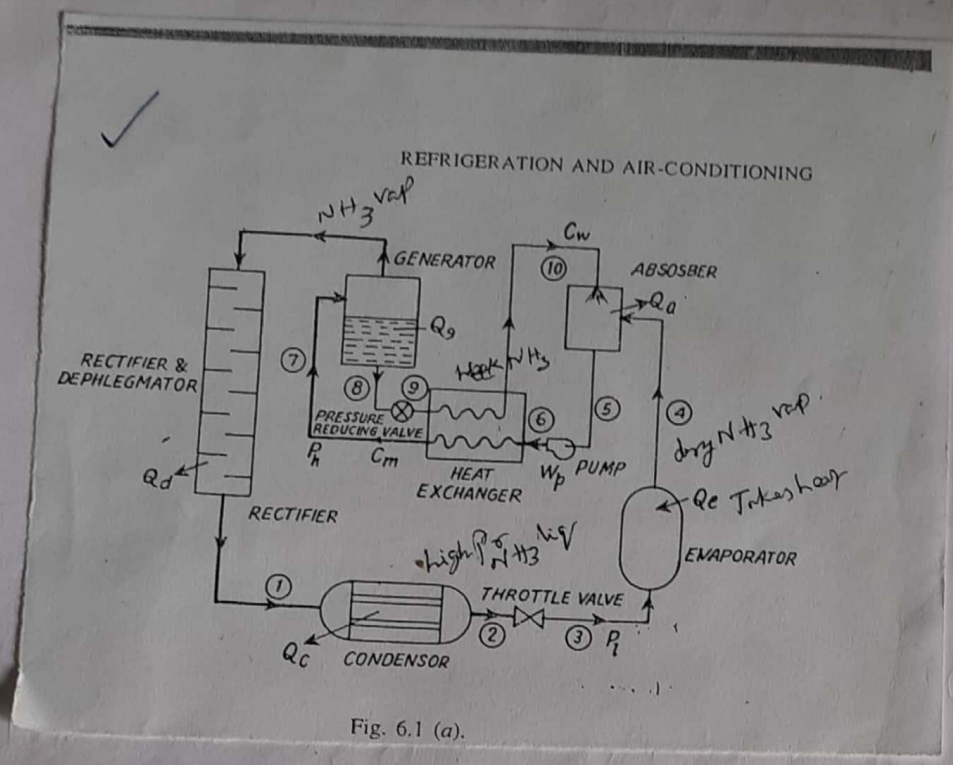 REFRIGERATION AND AIR-CONDITIONING
NH3 vap
Cw
GENERATOR
10
ABSOSBER
Qa
Qg
RECTIFIER &
DEPHLEGMATOR
7
NH3
8
9
6
5
4
dry NH3 vap.
PRESSURE
REDUCING VALVE
Ph
Cm
HEAT
EXCHANGER
Wp
PUMP
Qd
Qe Takes heat
RECTIFIER
high Pr NH3 liq
EVAPORATOR
1
THROTTLE VALVE
2
3
Pl
Qc
CONDENSOR
Fig. 6.1 (a).